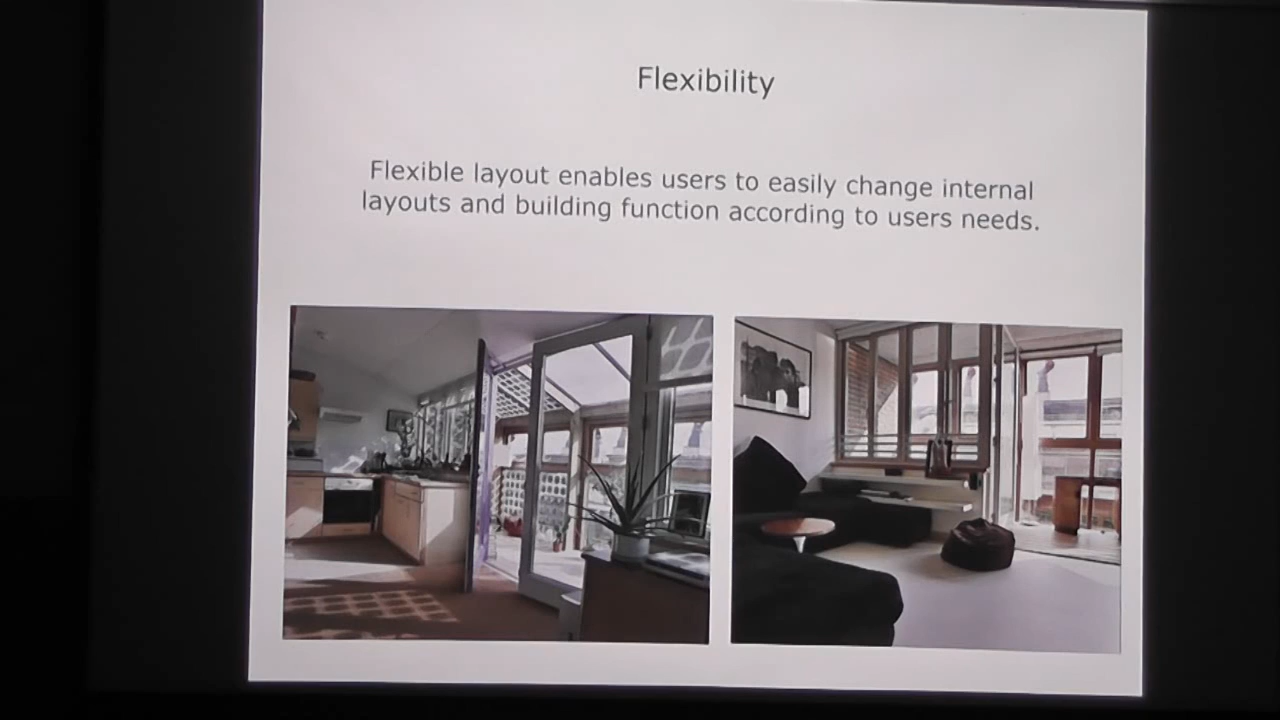 Flexibility
Flexible layout enables users to easily change internal
layouts and building function according to users needs.